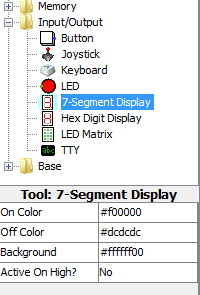 Memory
Input/Output
Button
Joystick
Keyboard
LED
7-Segment Display
Hex Digit Display
LED Matrix
TTY
Base
Tool: 7-Segment Display
On Color #f00000
Off Color #dcdcdc
Background #ffffff00
Active On High? No